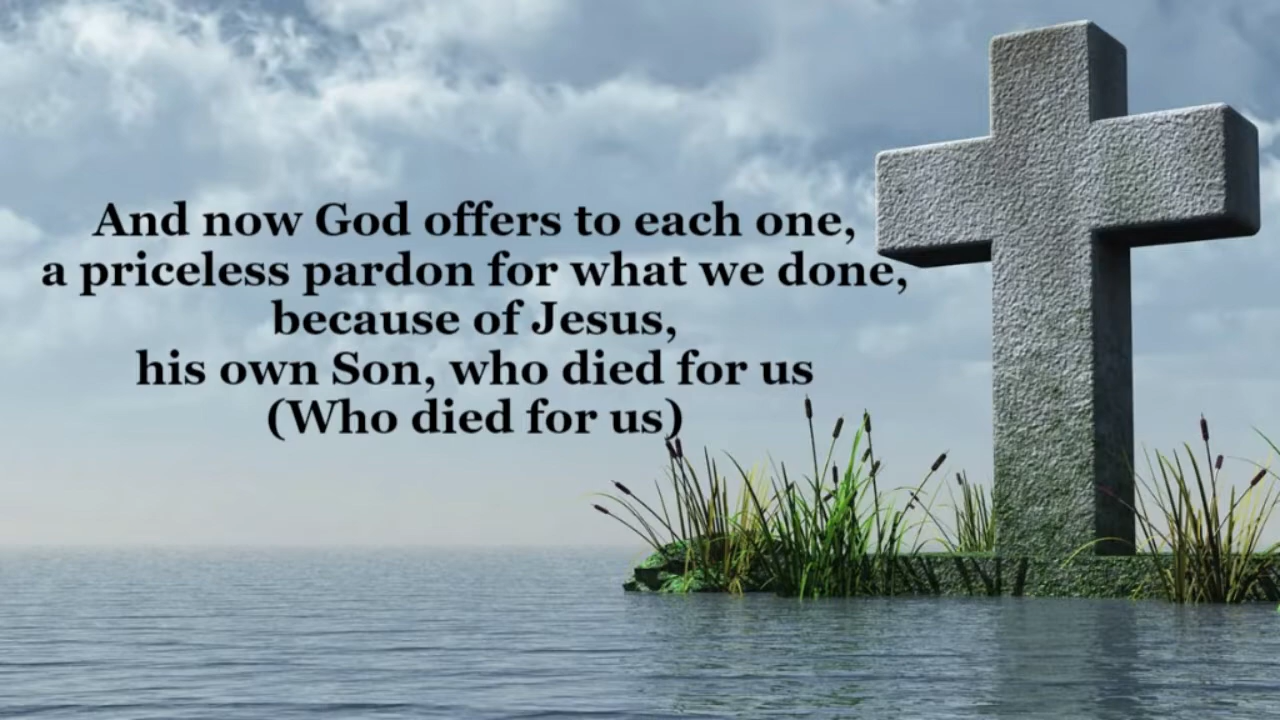 And now God offers to each one,
a priceless pardon for what we done,
because of Jesus,
his own Son, who died for us
(Who died for us)